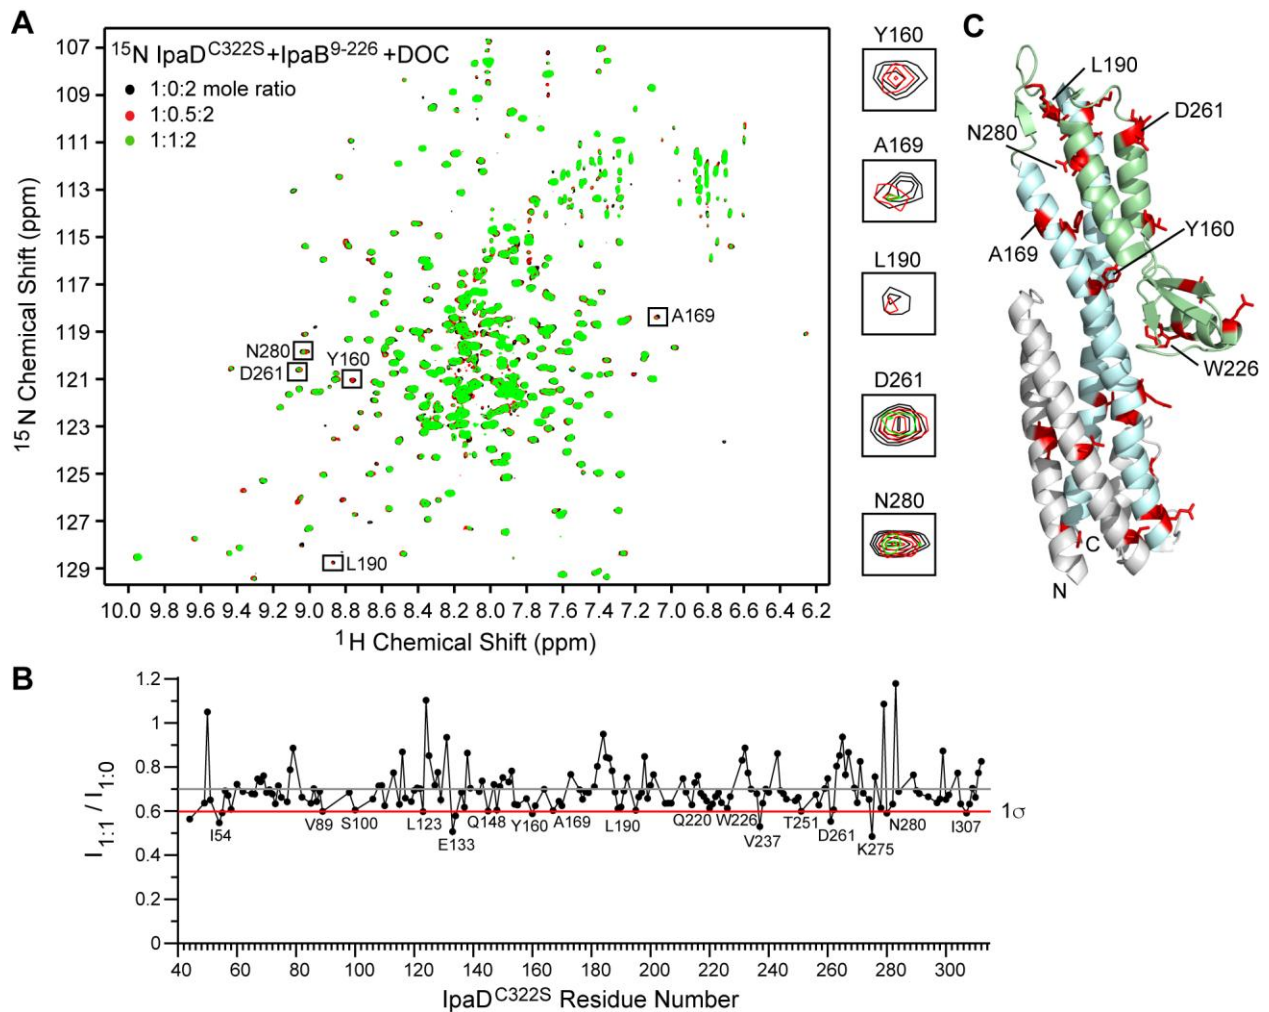 A
15N IpaDC322S+IpaB9-226 +DOC
1:0:2 mole ratio
1:0.5:2
1:1:2
107
109
111
113
115
117
119
121
123
125
127
129
15N Chemical Shift (ppm)
N280
D261
Y160
A169
L190
10.0 9.8 9.6 9.4 9.2 9.0 8.8 8.6 8.4 8.2 8.0 7.8 7.6 7.4 7.2 7.0 6.8 6.6 6.4 6.2
1H Chemical Shift (ppm)
Y160
A169
L190
D261
N280
C
L190
D261
N280
Y160
A169
W226
C
N
B
1.2
1
0.8
0.6
0.4
0.2
0
I1:1 / I1:0
1σ
I54
V89
S100
L123
E133
Q148
Y160
A169
L190
Q220
W226
V237
T251
D261
K275
N280
I307
40 60 80 100 120 140 160 180 200 220 240 260 280 300
IpaDC322S Residue Number